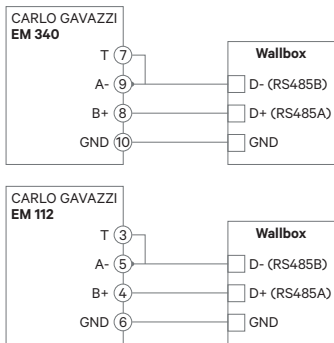 CARLO GAVAZZI
EM 340
T 7
Wallbox
A- 9 D- (RS485B)
B+ 8 D+ (RS485A)
GND 10 GND
CARLO GAVAZZI
EM 112
T 3
Wallbox
A- 5 D- (RS485B)
B+ 4 D+ (RS485A)
GND 6 GND